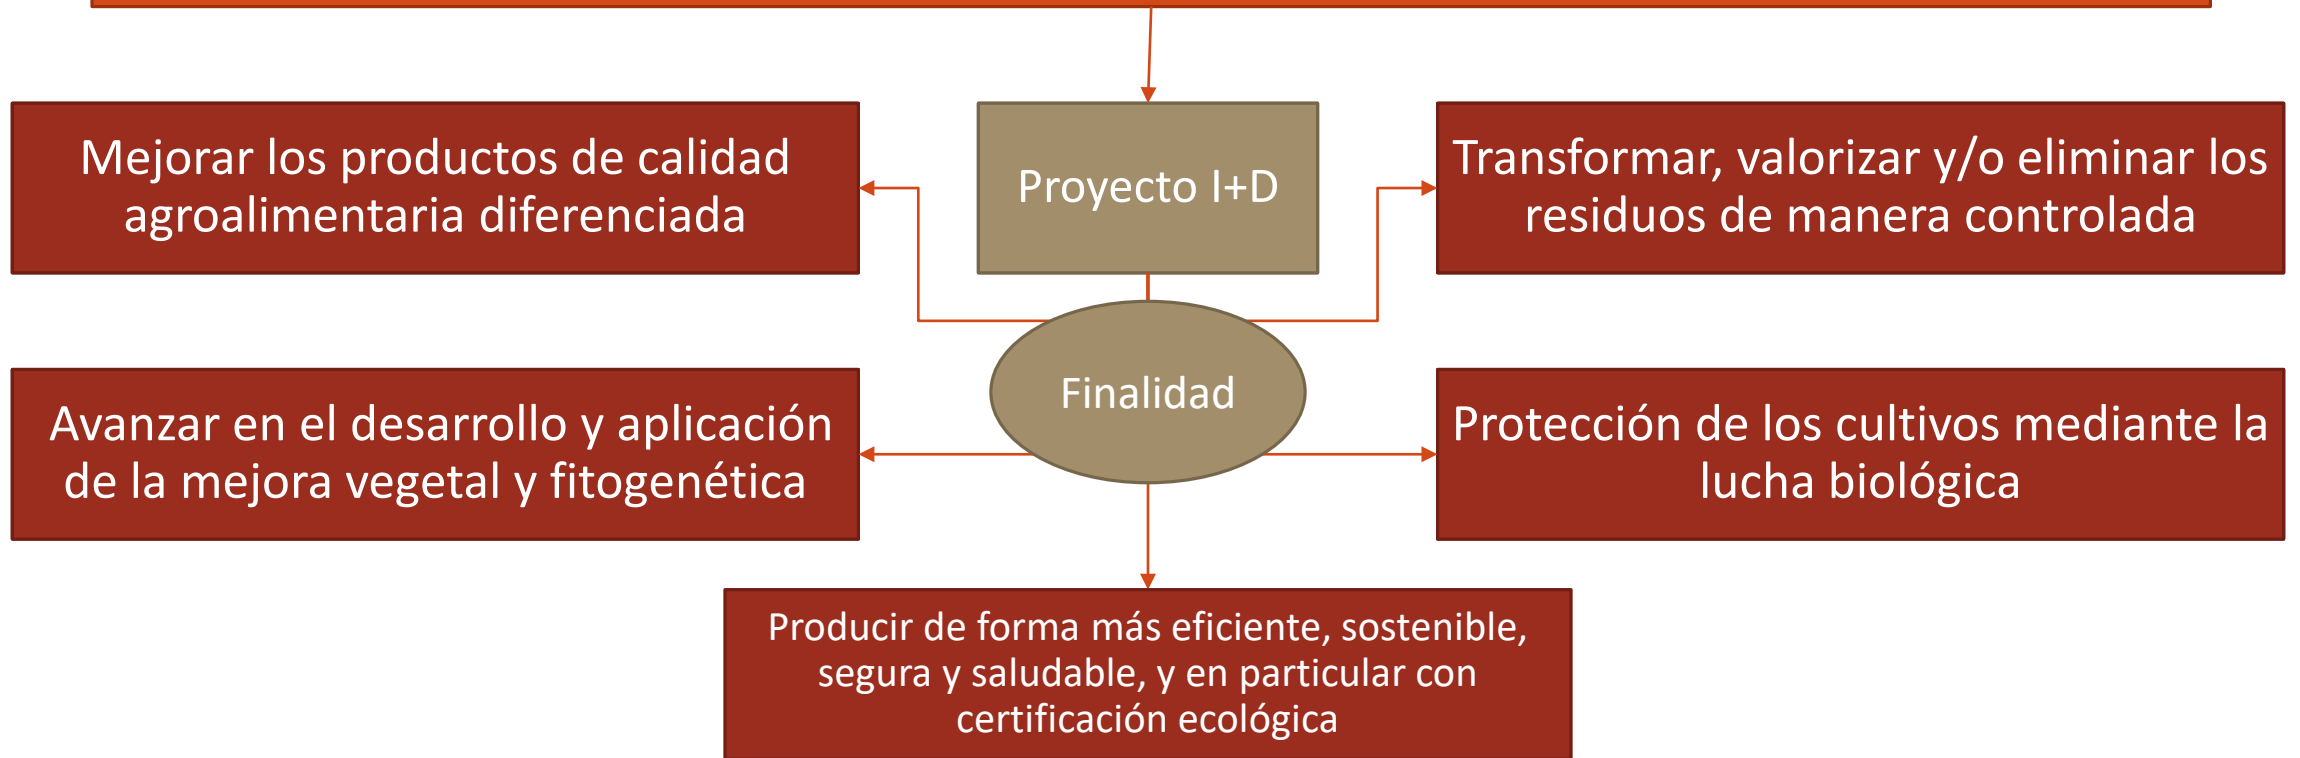 Mejorar los productos de calidad
agroalimentaria diferenciada
Proyecto I+D
Transformar, valorizar y/o eliminar los
residuos de manera controlada
Finalidad
Avanzar en el desarrollo y aplicación
de la mejora vegetal y fitogenética
Protección de los cultivos mediante la
lucha biológica
Producir de forma más eficiente, sostenible,
segura y saludable, y en particular con
certificación ecológica